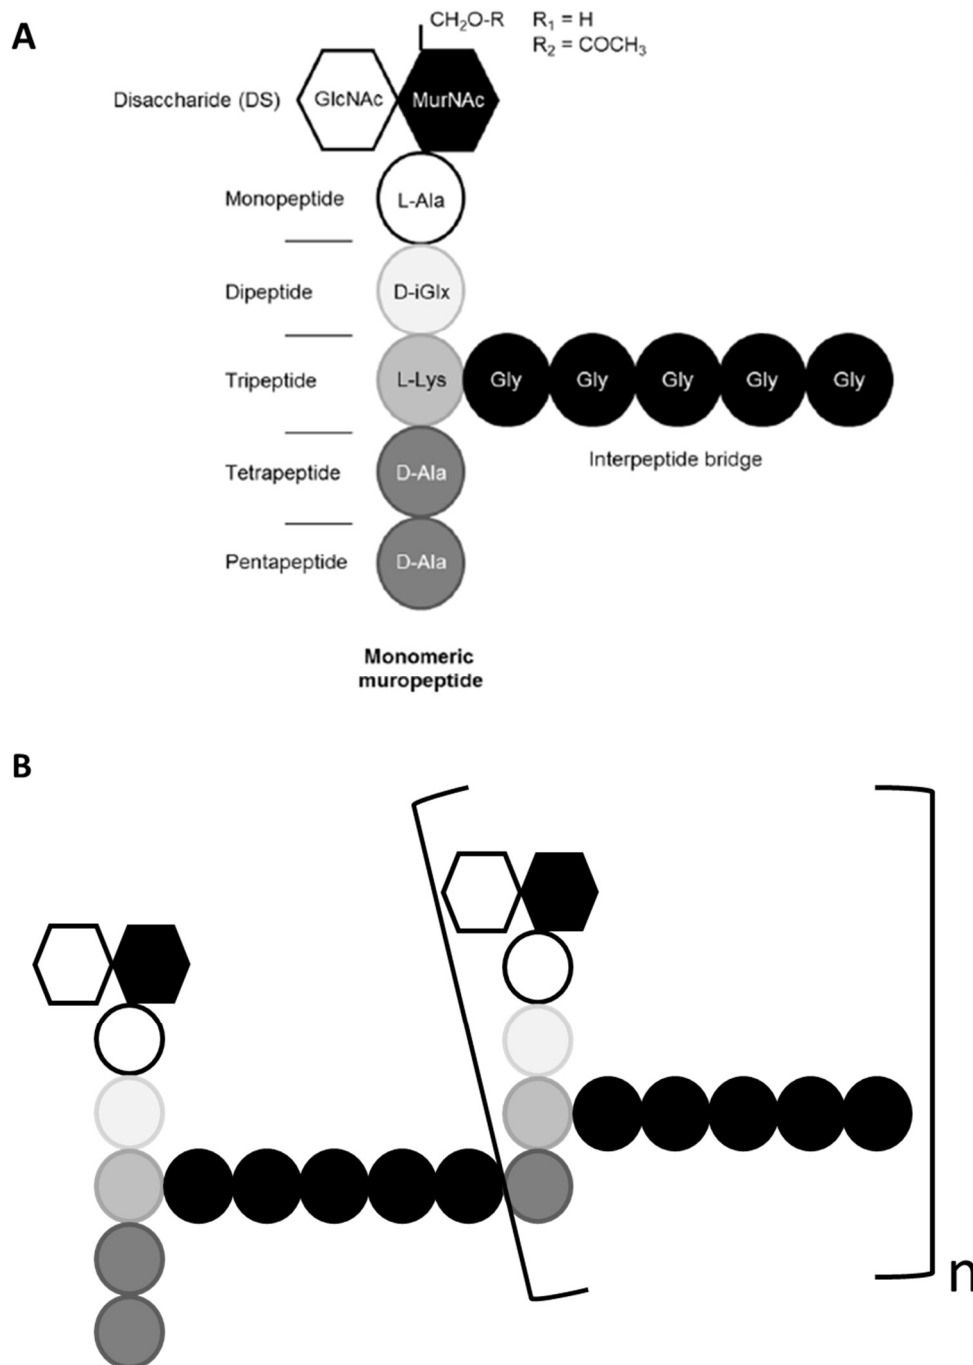 A
CH₂O-R R₁ = H
R₂ = COCH₃
Disaccharide (DS) GlcNAc MurNAc
Monopeptide L-Ala
Dipeptide D-iGlx
Tripeptide L-Lys Gly Gly Gly Gly Gly
Interpeptide bridge
Tetrapeptide D-Ala
Pentapeptide D-Ala
Monomeric
muropeptide
B
n